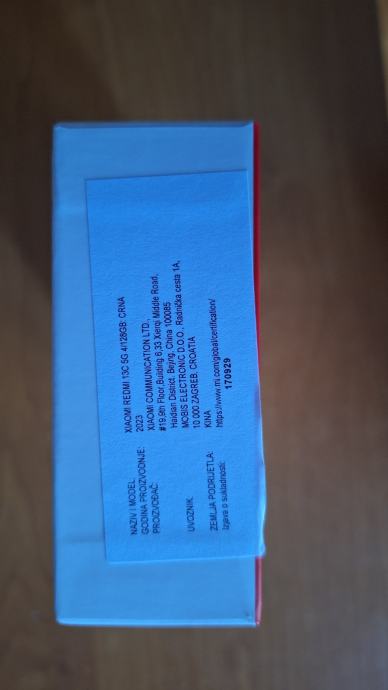 NAZIV I MODEL: XIAOMI REDMI 13C 5G 4/128GB: CRNA
GODINA PROIZVODNJE: 2023
PROIZVOĐAČ: XIAOMI COMMUNICATION LTD.,
#19,9th Floor,Building 6,33 Xierqi Middle Road,
Haidian District, Beijing, China 100085
UVOZNIK: MOBIS ELECTRONIC D.O.O., Radnička cesta 1A,
10 000 ZAGREB, CROATIA
ZEMLJA PODRIJETLA: KINA
Izjava o sukladnosti: https://www.mi.com/global/certification/
170929